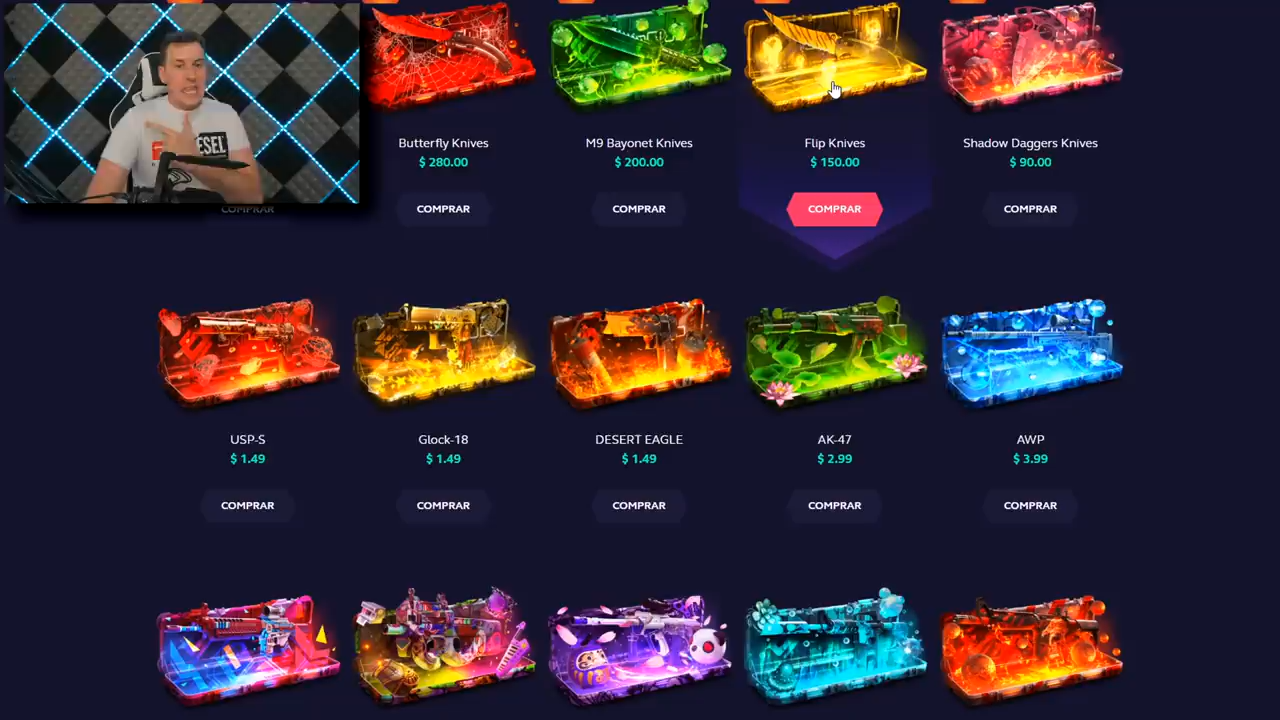 Butterfly Knives
$ 280.00
COMPRAR
M9 Bayonet Knives
$ 200.00
COMPRAR
Flip Knives
$ 150.00
COMPRAR
Shadow Daggers Knives
$ 90.00
COMPRAR
COMPRAR
USP-S
$ 1.49
COMPRAR
Glock-18
$ 1.49
COMPRAR
DESERT EAGLE
$ 1.49
COMPRAR
AK-47
$ 2.99
COMPRAR
AWP
$ 3.99
COMPRAR